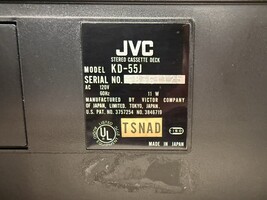 JVC
STEREO CASSETTE DECK
MODEL KD-55J
SERIAL NO.
AC 120V
60Hz 11 W
MANUFACTURED BY VICTOR COMPANY
OF JAPAN, LIMITED, TOKYO, JAPAN.
U.S. PAT. NO. 3757254 NO. 3846719
UL
TSNAD
MADE IN JAPAN